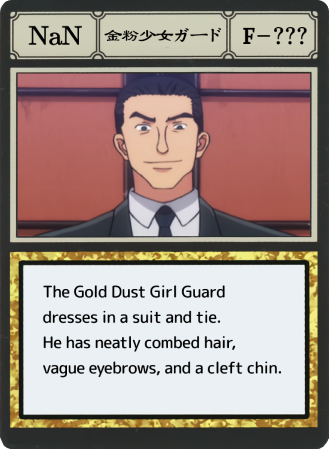 NaN
金粉少女ガード
F-???
The Gold Dust Girl Guard
dresses in a suit and tie.
He has neatly combed hair,
vague eyebrows, and a cleft chin.